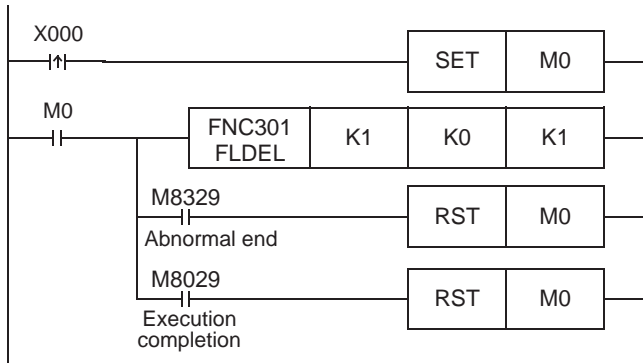 X000
SET M0
M0
FNC301
FLDEL
K1 K0 K1
M8329
Abnormal end
RST M0
M8029
Execution
completion
RST M0